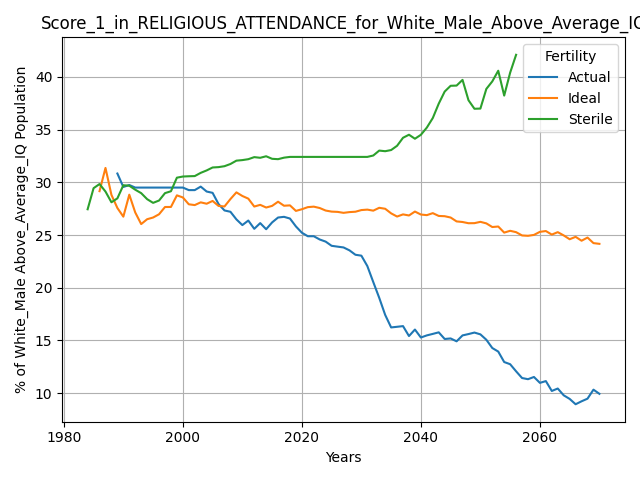 Score_1_in_RELIGIOUS_ATTENDANCE_for_White_Male_Above_Average_IQ
% of White_Male Above_Average_IQ Population
40
35
30
25
20
15
10
Fertility
Actual
Ideal
Sterile
1980 2000 2020 2040 2060
Years